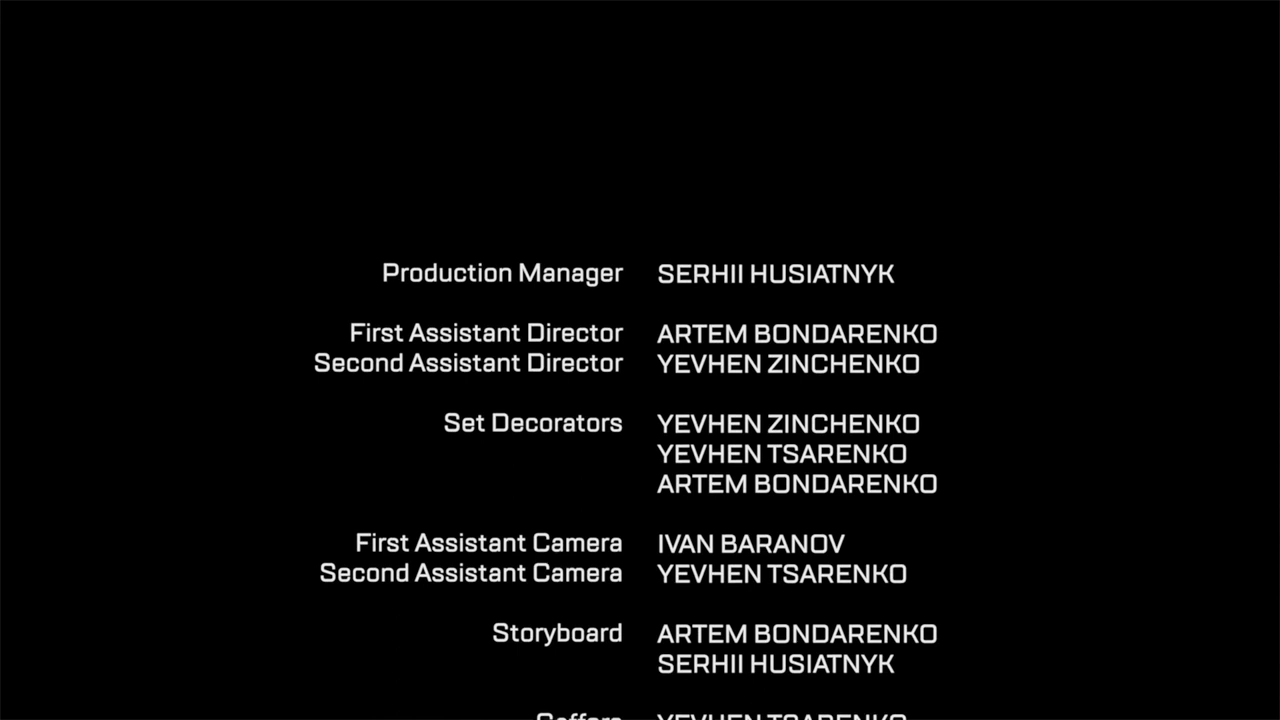 Production Manager SERHII HUSIATNYK
First Assistant Director ARTEM BONDARENKO
Second Assistant Director YEVHEN ZINCHENKO
Set Decorators YEVHEN ZINCHENKO
YEVHEN TSARENKO
ARTEM BONDARENKO
First Assistant Camera IVAN BARANOV
Second Assistant Camera YEVHEN TSARENKO
Storyboard ARTEM BONDARENKO
SERHII HUSIATNYK
Gaffers YEVHEN TSARENKO